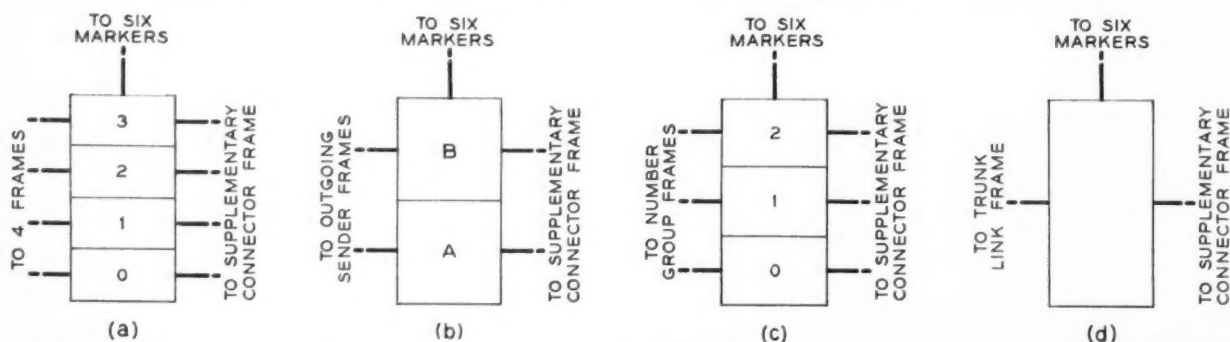 TO SIX
MARKERS
TO 4 FRAMES
3
2
1
0
TO SUPPLEMENTARY
CONNECTOR FRAME
(a)
TO SIX
MARKERS
TO OUTGOING
SENDER FRAMES
B
A
TO SUPPLEMENTARY
CONNECTOR FRAME
(b)
TO SIX
MARKERS
TO NUMBER
GROUP FRAMES
2
1
0
TO SUPPLEMENTARY
CONNECTOR FRAME
(c)
TO SIX
MARKERS
TO TRUNK
LINK FRAME
TO SUPPLEMENTARY
CONNECTOR FRAME
(d)